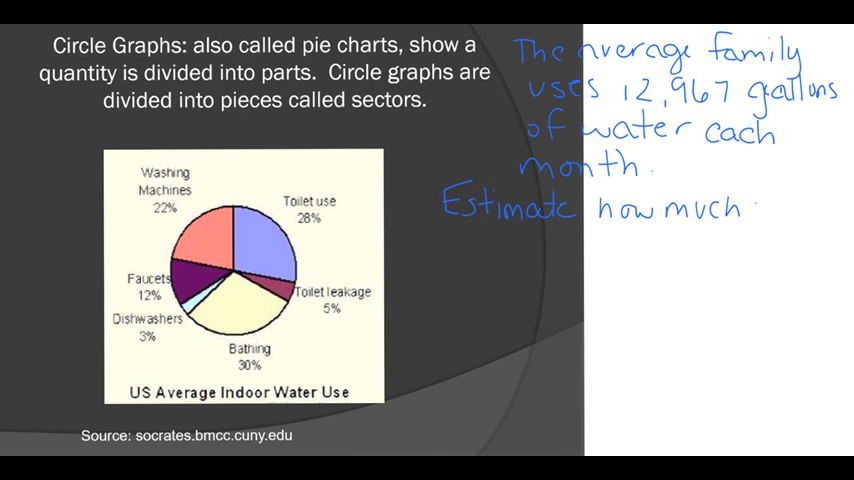 Circle Graphs: also called pie charts, show a
quantity is divided into parts. Circle graphs are
divided into pieces called sectors.
The average family
uses 12,967 gallons
of water each
month.
Estimate how much
Washing
Machines
22%
Toilet use
28%
Faucets
12%
Toilet leakage
5%
Dishwashers
3%
Bathing
30%
US Average Indoor Water Use
Source: socrates.bmcc.cuny.edu